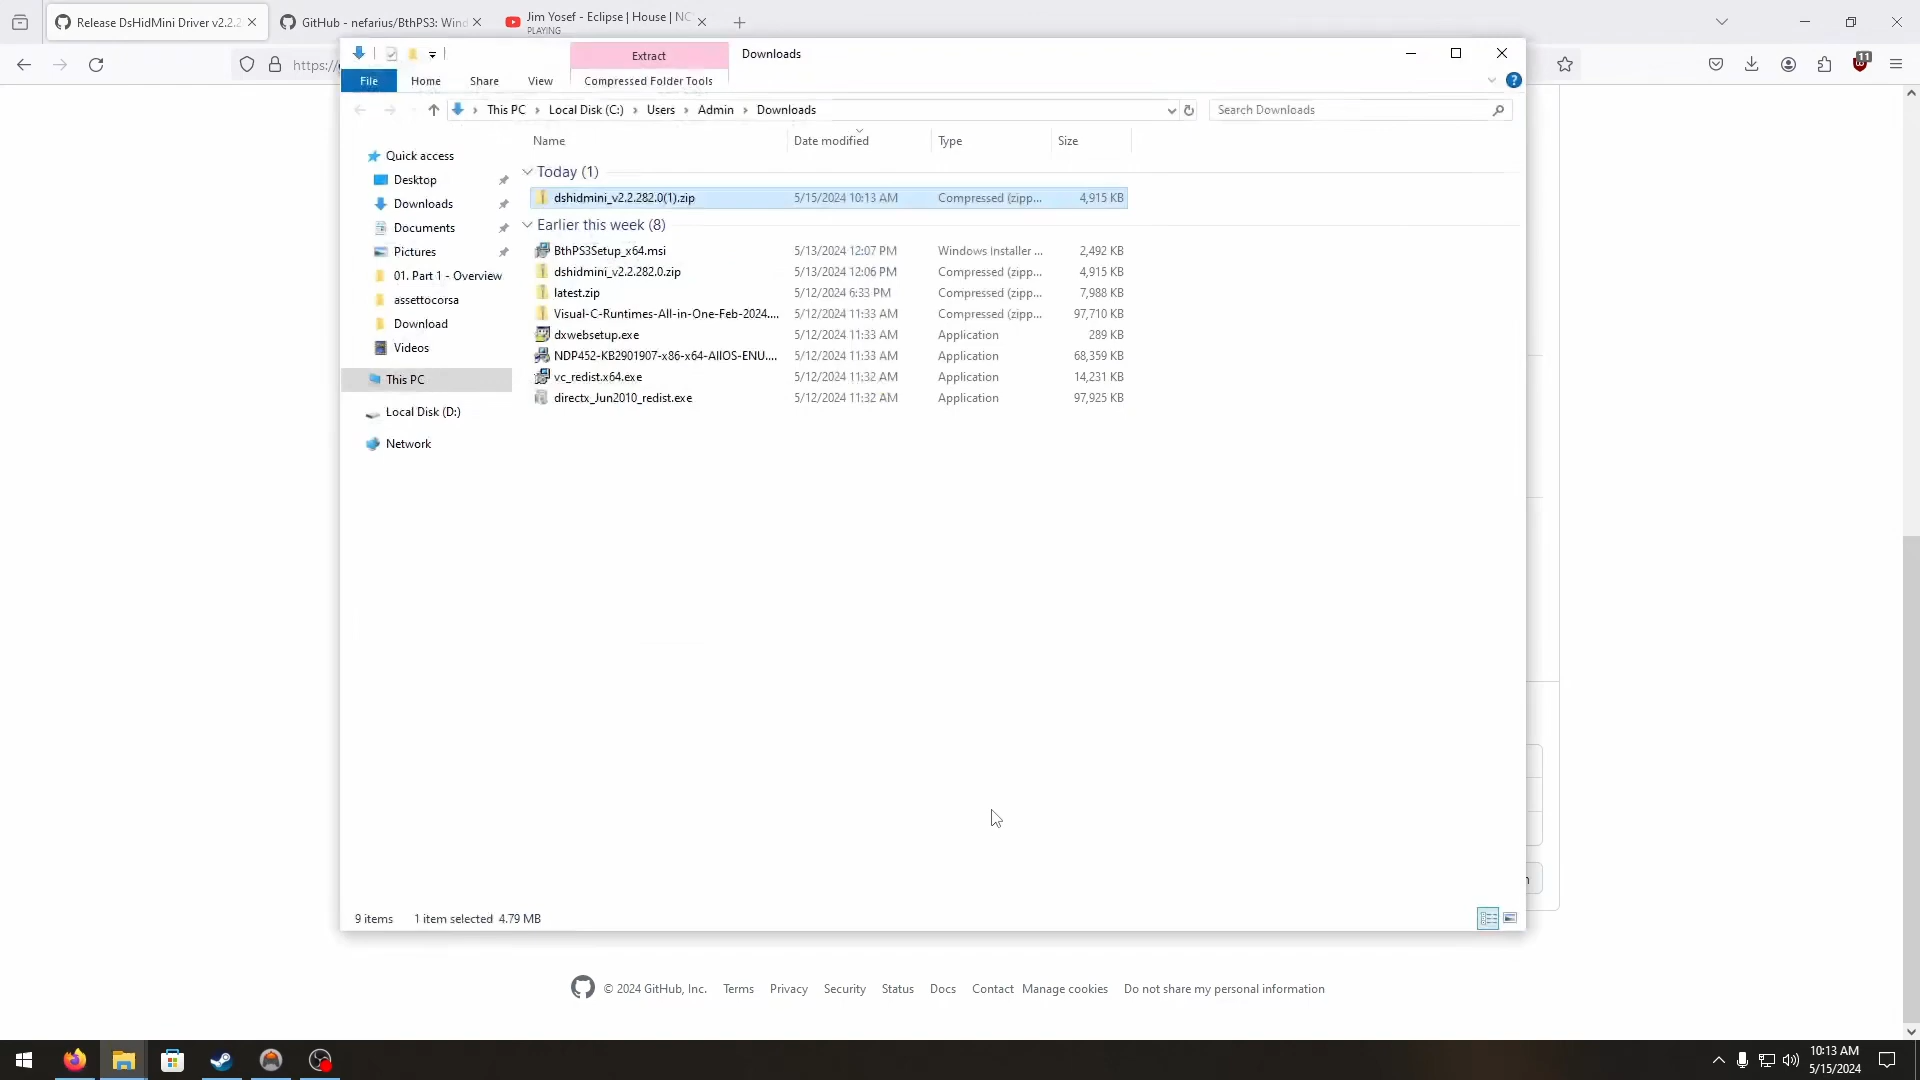 Release DsHidMini Driver v2.2.2
GitHub - nefarius/BthPS3: Wind
Jim Yosef - Eclipse | House | NC
PLAYING
https://
11
Extract
Downloads
File
Home
Share
View
Compressed Folder Tools
This PC > Local Disk (C:) > Users > Admin > Downloads
Search Downloads
Name
Date modified
Type
Size
Quick access
Desktop
Downloads
Documents
Pictures
01. Part 1 - Overview
assettocorsa
Download
Videos
This PC
Local Disk (D:)
Network
Today (1)
dshidmini_v2.2.282.0(1).zip 5/15/2024 10:13 AM Compressed (zipp... 4,915 KB
Earlier this week (8)
BthPS3Setup_x64.msi 5/13/2024 12:07 PM Windows Installer ... 2,492 KB
dshidmini_v2.2.282.0.zip 5/13/2024 12:06 PM Compressed (zipp... 4,915 KB
latest.zip 5/12/2024 6:33 PM Compressed (zipp... 7,988 KB
Visual-C-Runtimes-All-in-One-Feb-2024.... 5/12/2024 11:33 AM Compressed (zipp... 97,710 KB
dxwebsetup.exe 5/12/2024 11:33 AM Application 289 KB
NDP452-KB2901907-x86-x64-AllOS-ENU.... 5/12/2024 11:33 AM Application 68,359 KB
vc_redist.x64.exe 5/12/2024 11:32 AM Application 14,231 KB
directx_Jun2010_redist.exe 5/12/2024 11:32 AM Application 97,925 KB
9 items 1 item selected 4.79 MB
© 2024 GitHub, Inc. Terms Privacy Security Status Docs Contact Manage cookies Do not share my personal information
10:13 AM
5/15/2024